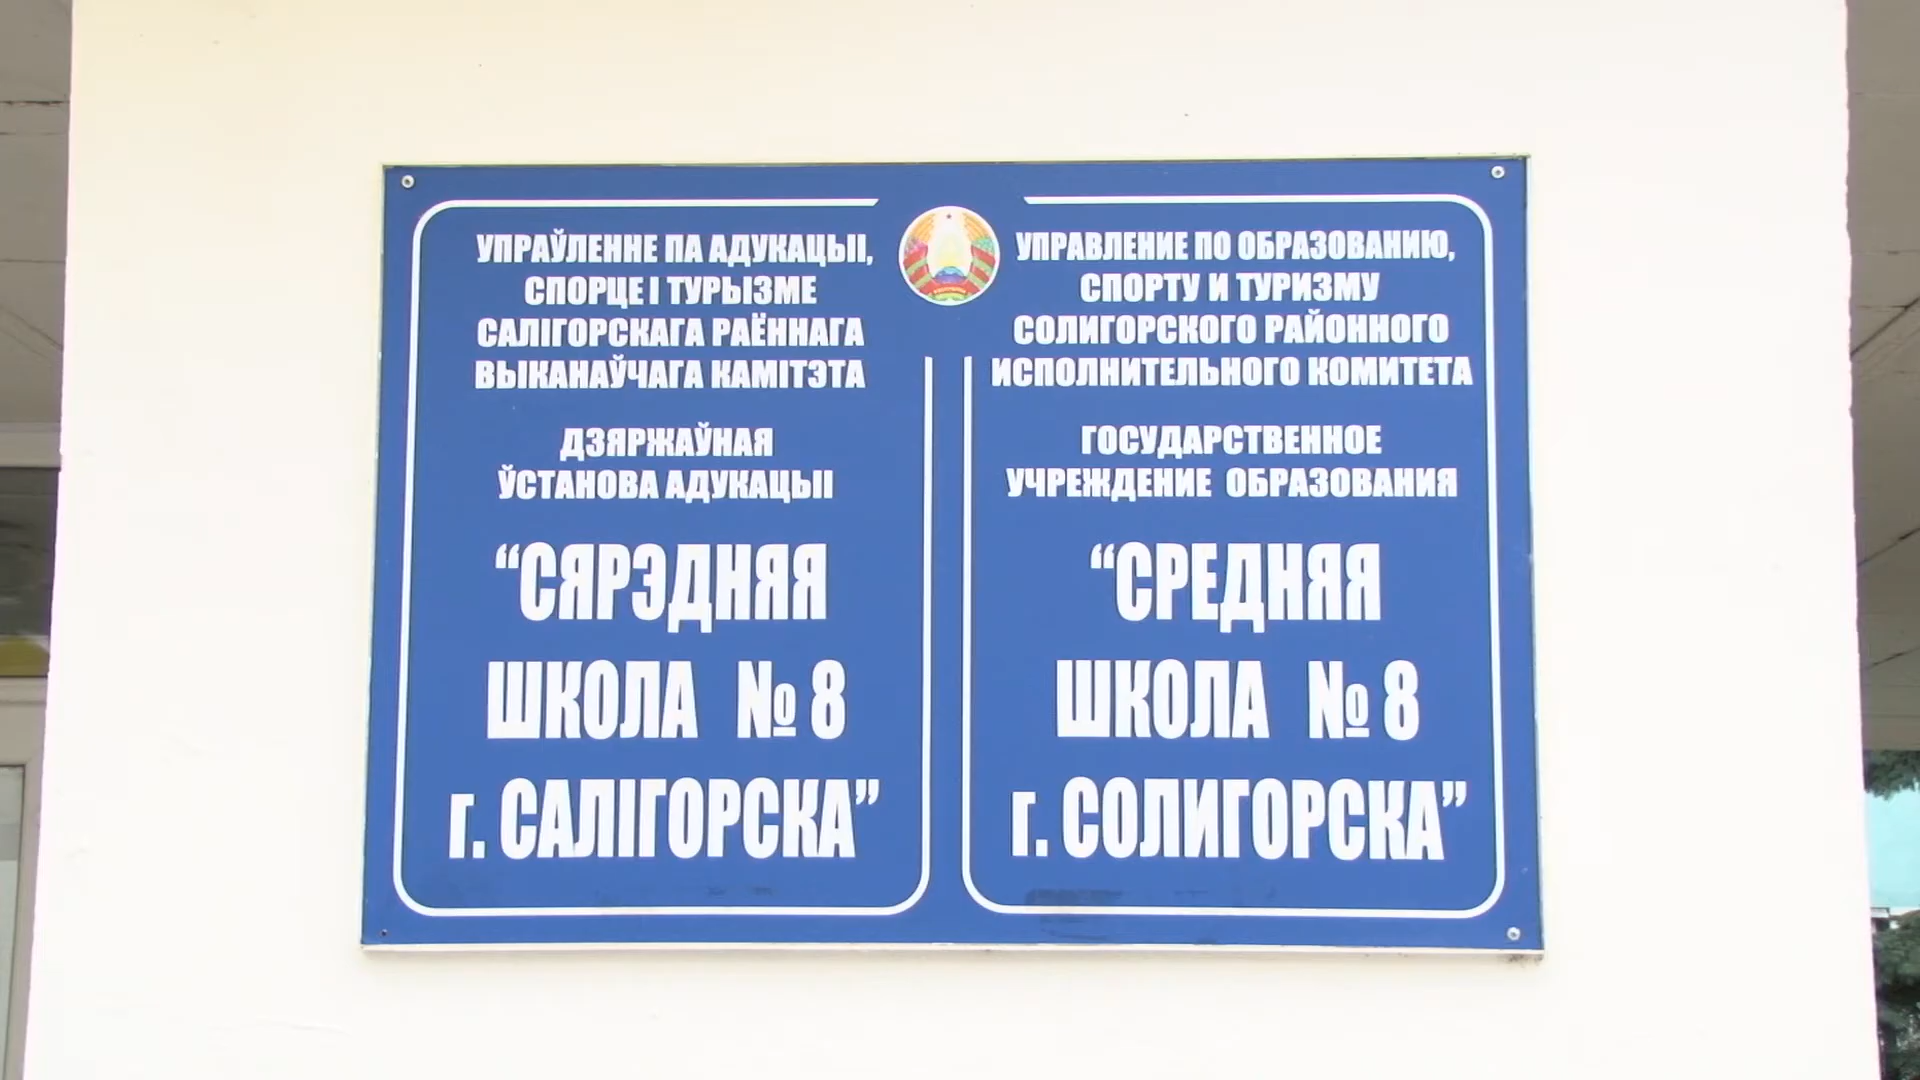 УПРАЎЛЕННЕ ПА АДУКАЦЫІ,
СПОРЦЕ І ТУРЫЗМЕ
САЛІГОРСКАГА РАЁННАГА
ВЫКАНАЎЧАГА КАМІТЭТА
ДЗЯРЖАЎНАЯ
ЎСТАНОВА АДУКАЦЫІ
“СЯРЭДНЯЯ
ШКОЛА № 8
г. САЛІГОРСКА”
УПРАВЛЕНИЕ ПО ОБРАЗОВАНИЮ,
СПОРТУ И ТУРИЗМУ
СОЛИГОРСКОГО РАЙОННОГО
ИСПОЛНИТЕЛЬНОГО КОМИТЕТА
ГОСУДАРСТВЕННОЕ
УЧРЕЖДЕНИЕ ОБРАЗОВАНИЯ
“СРЕДНЯЯ
ШКОЛА № 8
г. СОЛИГОРСКА”